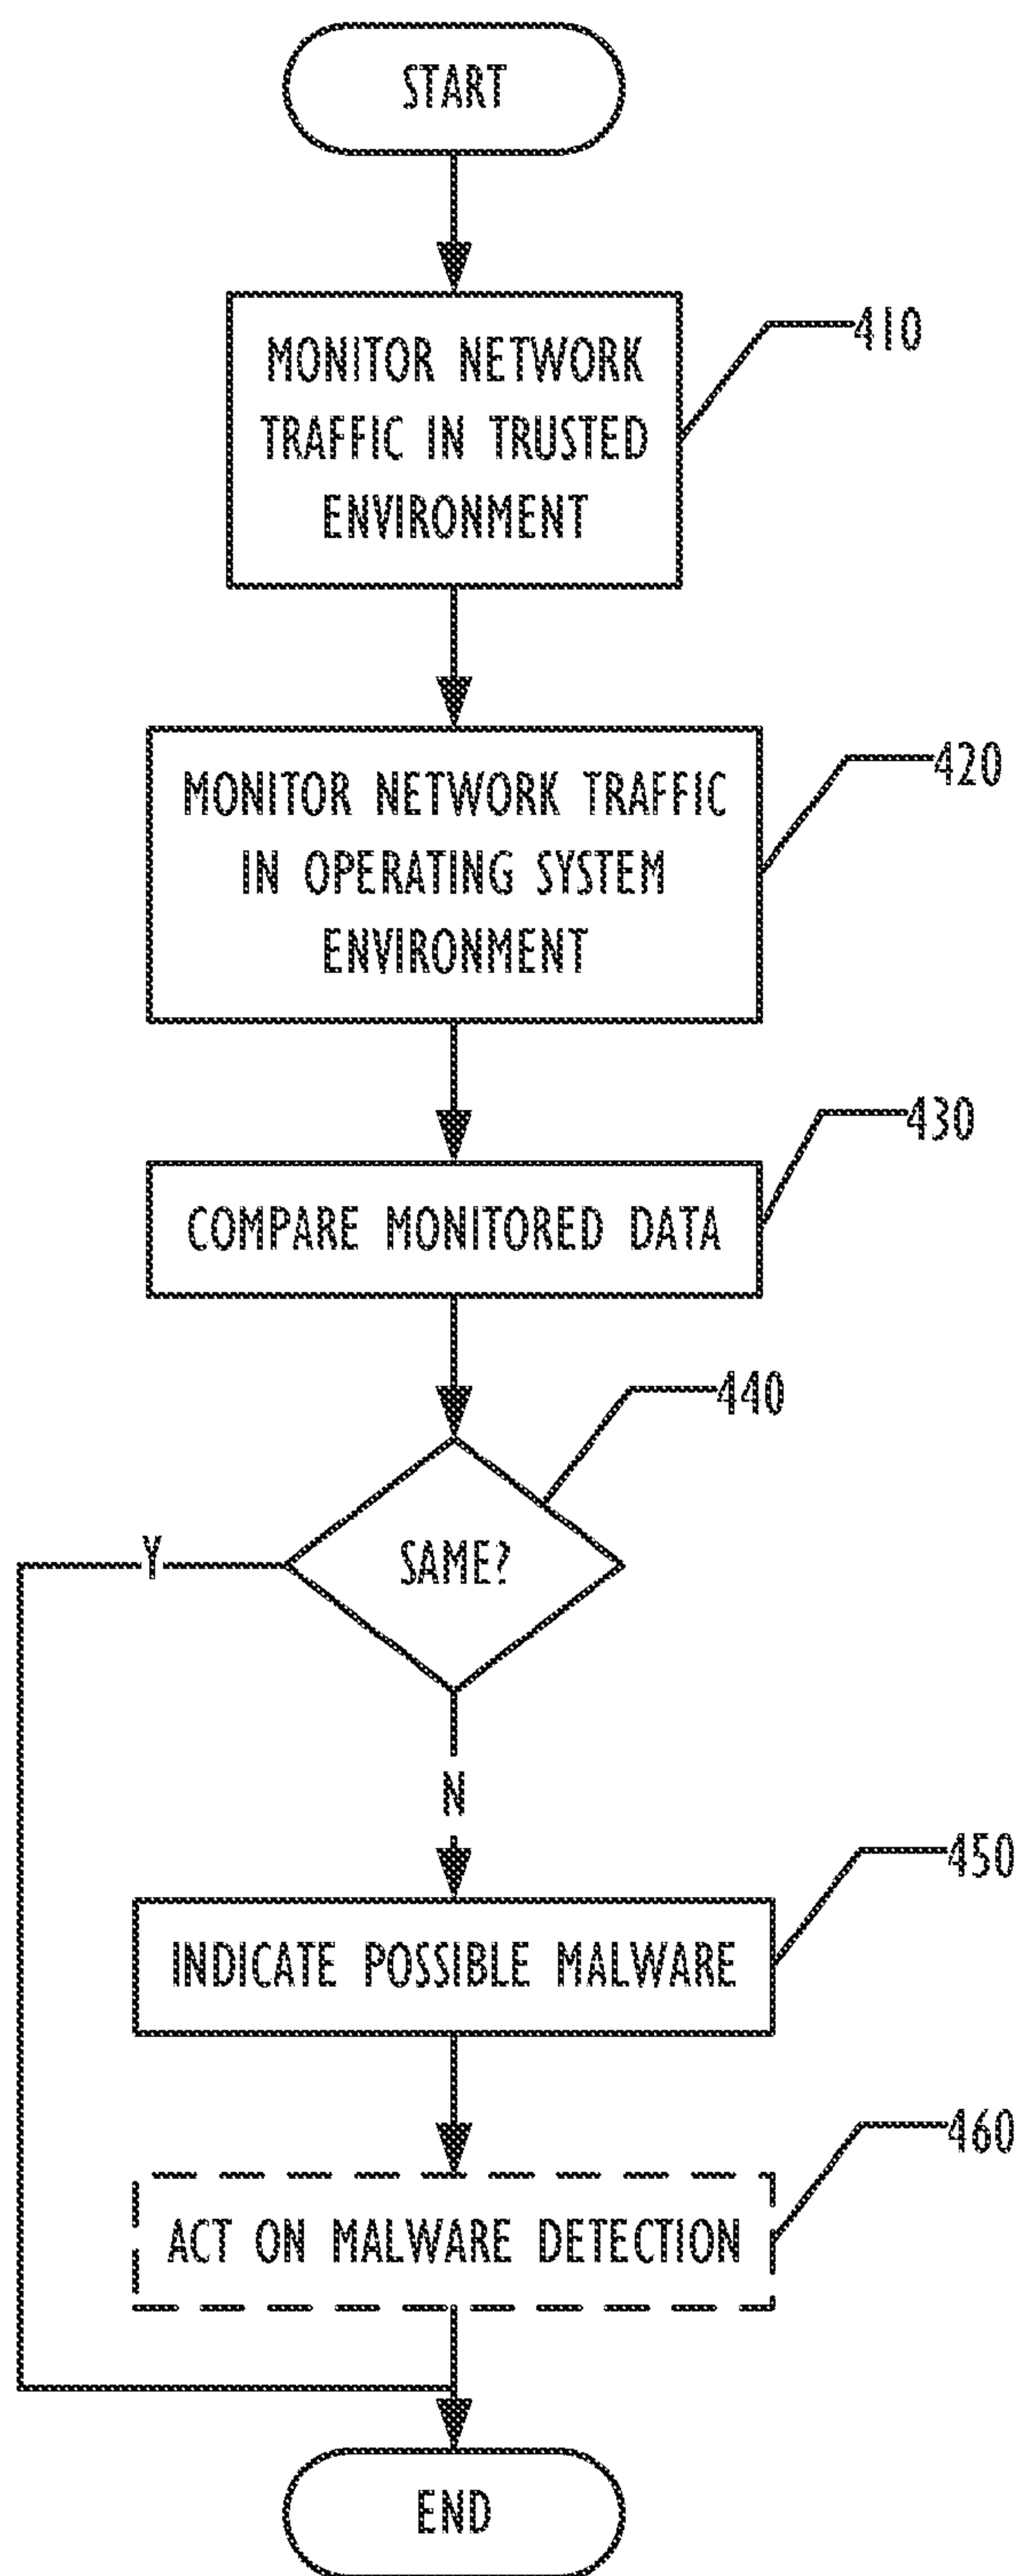 START
MONITOR NETWORK
TRAFFIC IN TRUSTED
ENVIRONMENT
410
MONITOR NETWORK TRAFFIC
IN OPERATING SYSTEM
ENVIRONMENT
420
COMPARE MONITORED DATA
430
440
SAME?
Y
N
INDICATE POSSIBLE MALWARE
450
ACT ON MALWARE DETECTION
460
END